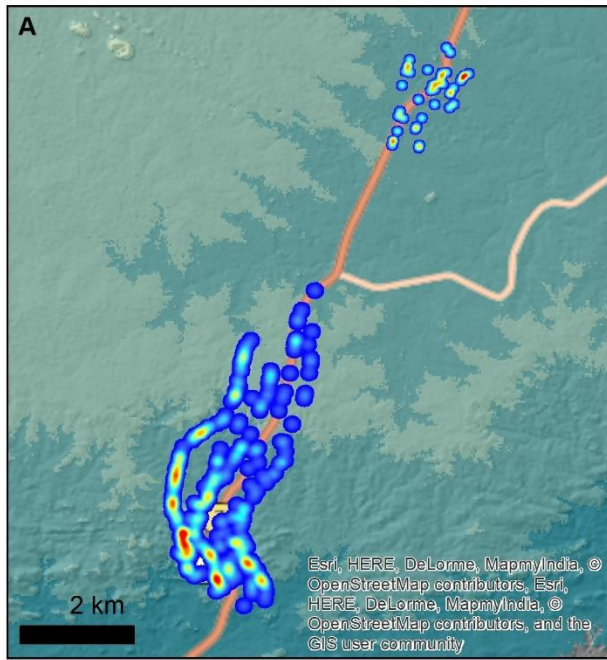 A
Esri, HERE, DeLorme, MapmyIndia, ©
OpenStreetMap contributors, Esri,
HERE, DeLorme, MapmyIndia, ©
OpenStreetMap contributors, and the
GIS user community
2 km